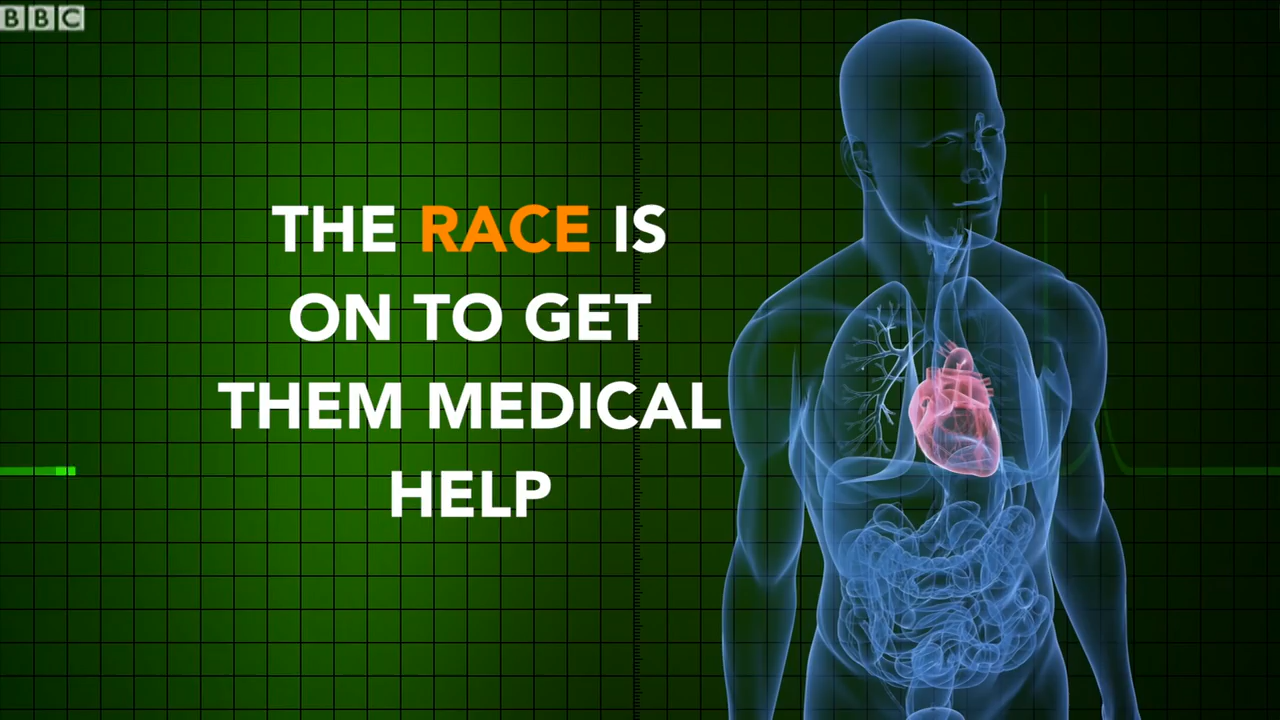 BBC
THE RACE IS
ON TO GET
THEM MEDICAL
HELP